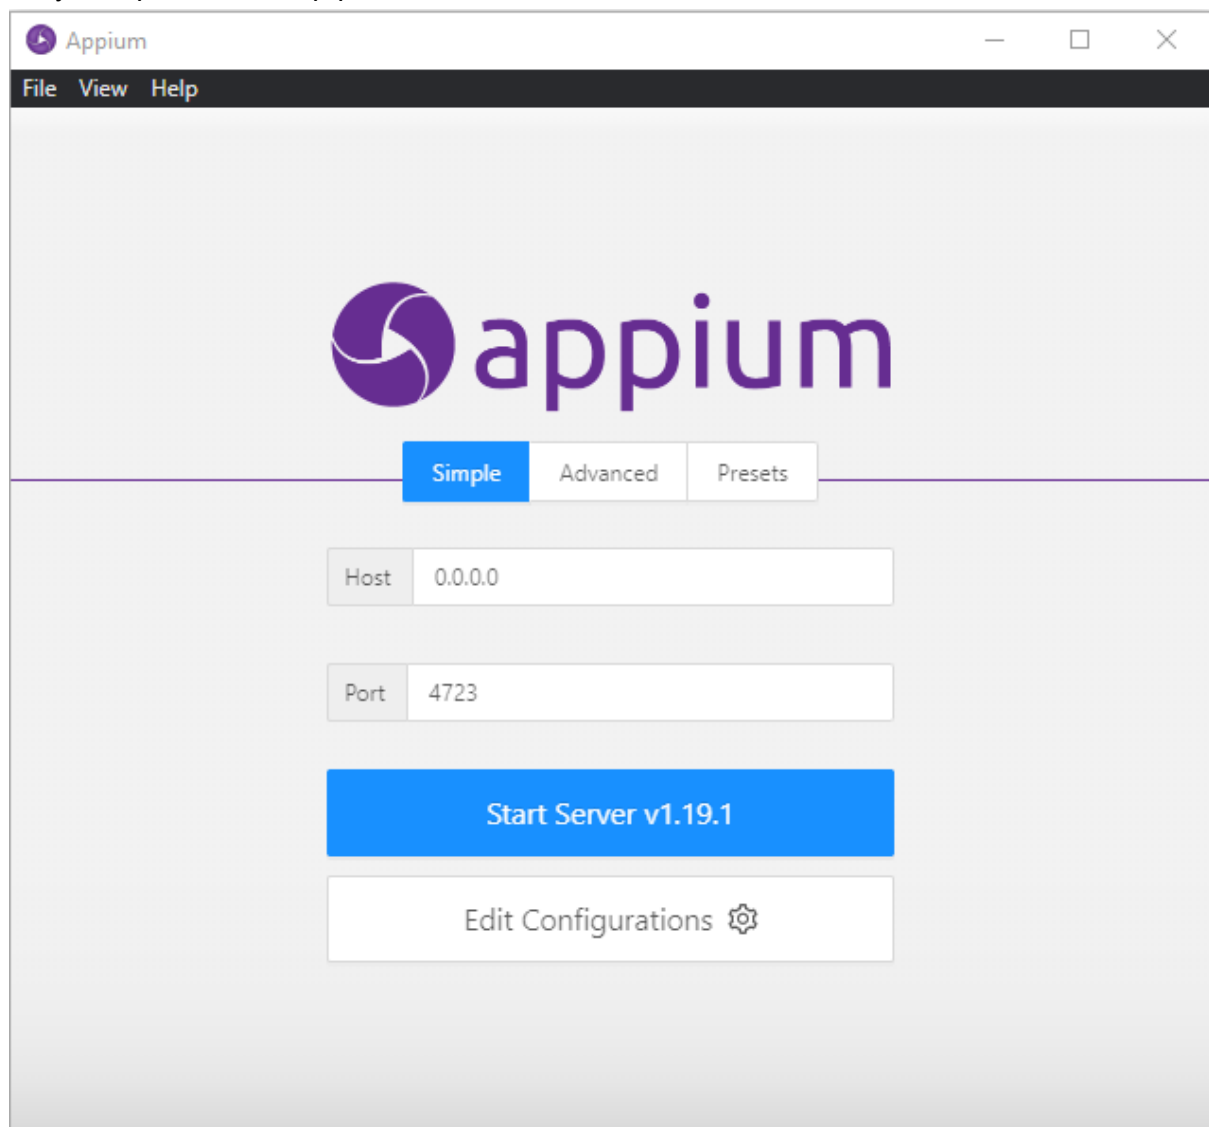 Appium
File View Help
appium
Simple Advanced Presets
Host 0.0.0.0
Port 4723
Start Server v1.19.1
Edit Configurations